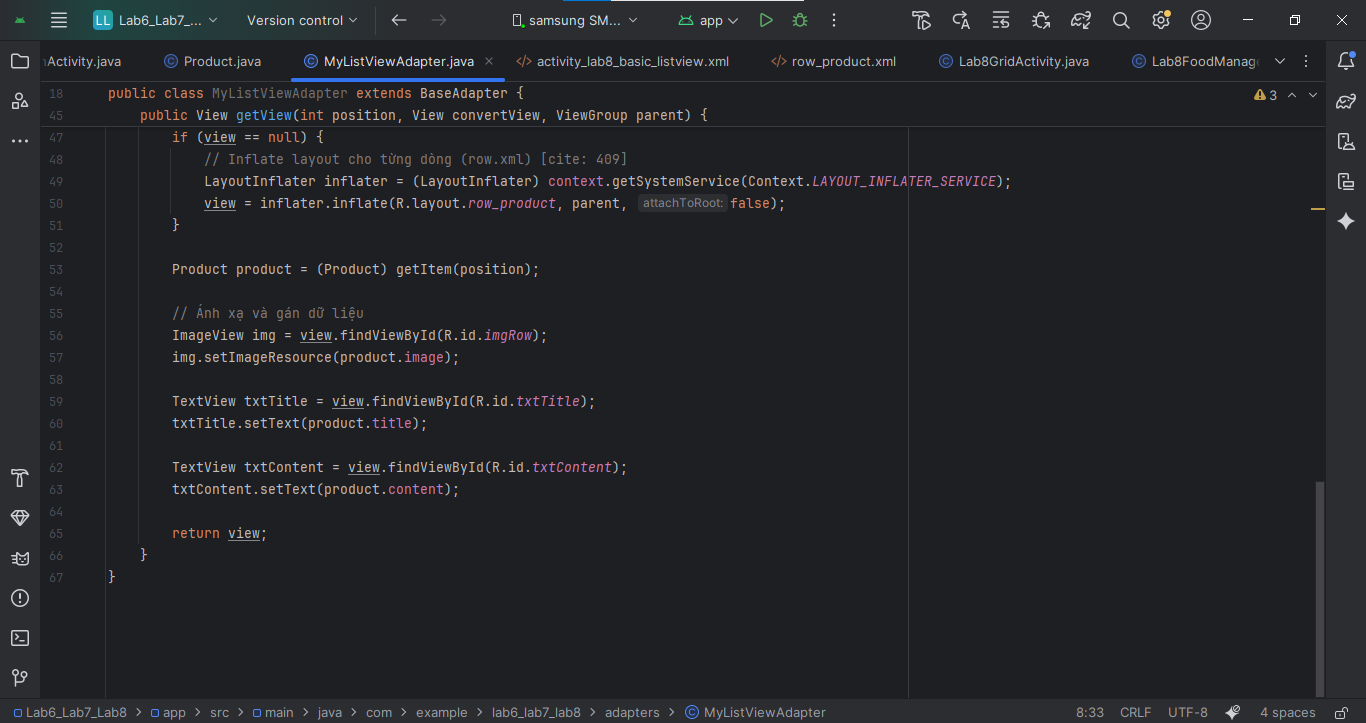 LL Lab6_Lab7_... Version control samsung SM... app
nActivity.java Product.java MyListViewAdapter.java activity_lab8_basic_listview.xml row_product.xml Lab8GridActivity.java Lab8FoodManage
18 public class MyListViewAdapter extends BaseAdapter { 3
45 public View getView(int position, View convertView, ViewGroup parent) {
47 if (view == null) {
48 // Inflate layout cho từng dòng (row.xml) [cite: 409]
49 LayoutInflater inflater = (LayoutInflater) context.getSystemService(Context.LAYOUT_INFLATER_SERVICE);
50 view = inflater.inflate(R.layout.row_product, parent, attachToRoot: false);
51 }
52
53 Product product = (Product) getItem(position);
54
55 // Ánh xạ và gán dữ liệu
56 ImageView img = view.findViewById(R.id.imgRow);
57 img.setImageResource(product.image);
58
59 TextView txtTitle = view.findViewById(R.id.txtTitle);
60 txtTitle.setText(product.title);
61
62 TextView txtContent = view.findViewById(R.id.txtContent);
63 txtContent.setText(product.content);
64
65 return view;
66 }
67 }
Lab6_Lab7_Lab8 > app > src > main > java > com > example > lab6_lab7_lab8 > adapters > MyListViewAdapter 8:33 CRLF UTF-8 4 spaces